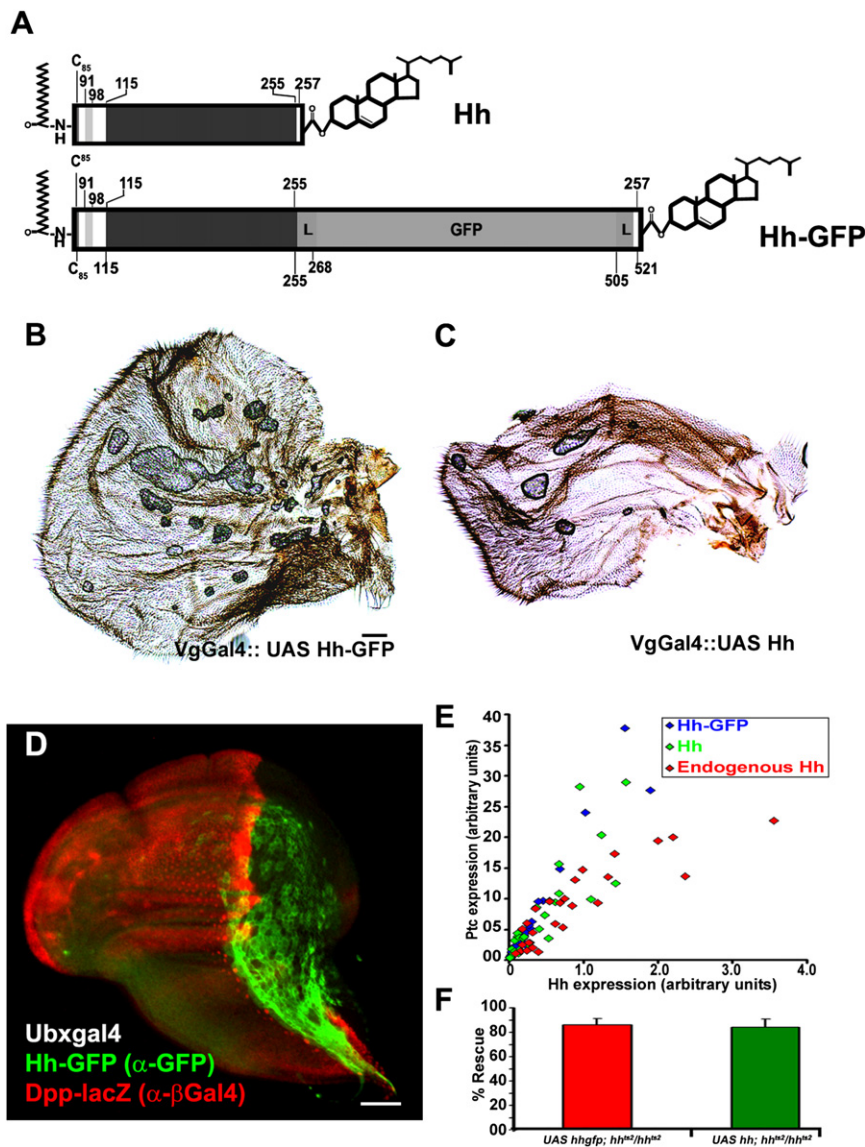 A
C85
91
98
115
255
257
O
N
H
O
O
Hh
C85
91
98
115
255
257
O
N
H
L
GFP
L
O
O
Hh-GFP
C85
115
255
268
505
521
B
VgGal4:: UAS Hh-GFP
C
VgGal4::UAS Hh
D
Ubxgal4
Hh-GFP (α-GFP)
Dpp-lacZ (α-βGal4)
E
Ptc expression (arbitrary units)
40
35
30
25
20
15
10
05
00
Hh-GFP
Hh
Endogenous Hh
0
1.0
2.0
3.0
4.0
Hh expression (arbitrary units)
F
% Rescue
100
80
60
40
20
00
UAS hhgfp; hhts2/hhts2
UAS hh; hhts2/hhts2